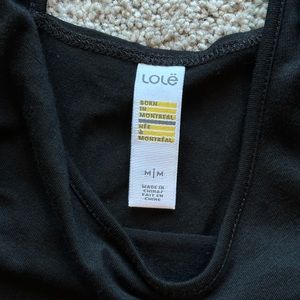 LOLË
BORN
IN
MONTREAL
NÉE
À
MONTRÉAL
M|M
MADE IN
CHINA/
FAIT EN
CHINE